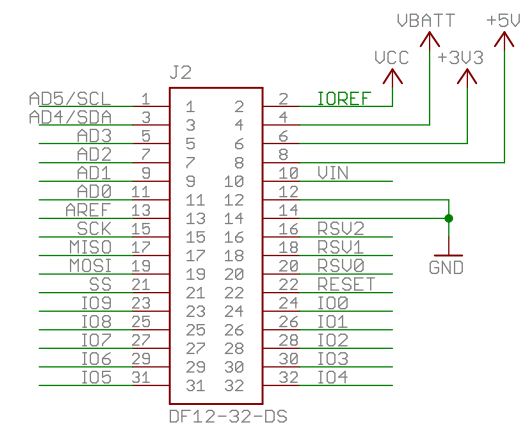 VBATT +5V
VCC +3V3
J2
AD5/SCL 1 1 2 2 IOREF
AD4/SDA 3 3 4 4
AD3 5 5 6 6
AD2 7 7 8 8
AD1 9 9 10 10 VIN
AD0 11 11 12 12
AREF 13 13 14 14
SCK 15 15 16 16 RSV2
MISO 17 17 18 18 RSV1
MOSI 19 19 20 20 RSV0
GND
SS 21 21 22 22 RESET
IO9 23 23 24 24 IO0
IO8 25 25 26 26 IO1
IO7 27 27 28 28 IO2
IO6 29 29 30 30 IO3
IO5 31 31 32 32 IO4
DF12-32-DS